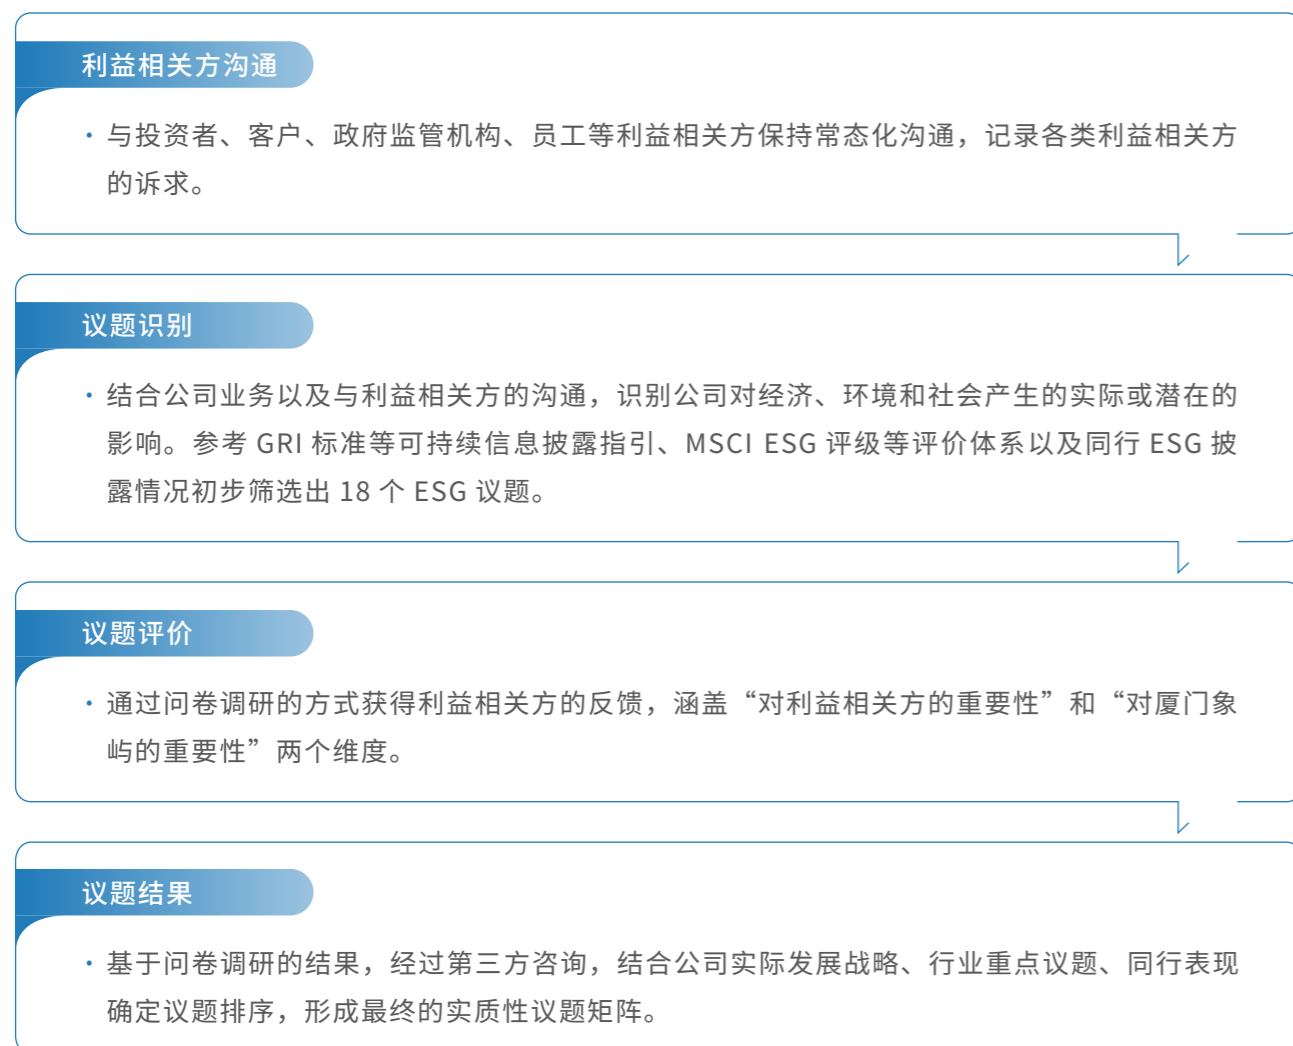 利益相关方沟通
· 与投资者、客户、政府监管机构、员工等利益相关方保持常态化沟通，记录各类利益相关方
的诉求。
议题识别
· 结合公司业务以及与利益相关方的沟通，识别公司对经济、环境和社会产生的实际或潜在的
影响。参考 GRI 标准等可持续信息披露指引、MSCI ESG 评级等评价体系以及同行 ESG 披
露情况初步筛选出 18 个 ESG 议题。
议题评价
· 通过问卷调研的方式获得利益相关方的反馈，涵盖“对利益相关方的重要性”和“对厦门象
屿的重要性”两个维度。
议题结果
· 基于问卷调研的结果，经过第三方咨询，结合公司实际发展战略、行业重点议题、同行表现
确定议题排序，形成最终的实质性议题矩阵。